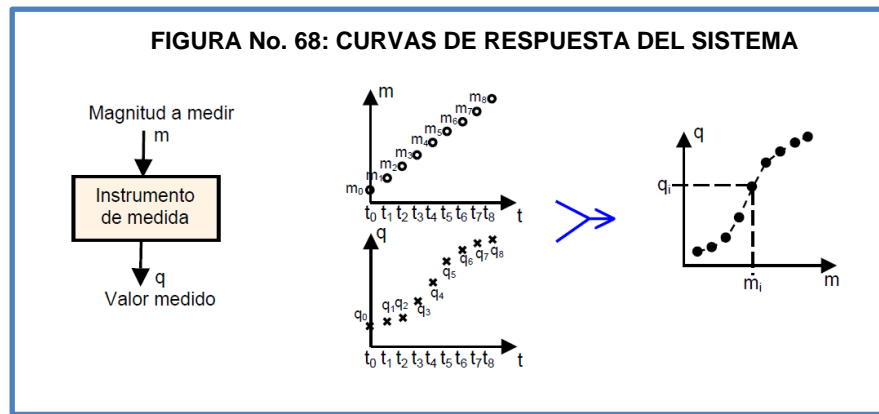 FIGURA No. 68: CURVAS DE RESPUESTA DEL SISTEMA
Magnitud a medir
m
Instrumento
de medida
q
Valor medido
m
m₀ m₁ m₂ m₃ m₄ m₅ m₆ m₇ m₈
t₀ t₁ t₂ t₃ t₄ t₅ t₆ t₇ t₈
t
q
q₀ q₁ q₂ q₃ q₄ q₅ q₆ q₇ q₈
t₀ t₁ t₂ t₃ t₄ t₅ t₆ t₇ t₈
t
q
qᵢ
mᵢ
m